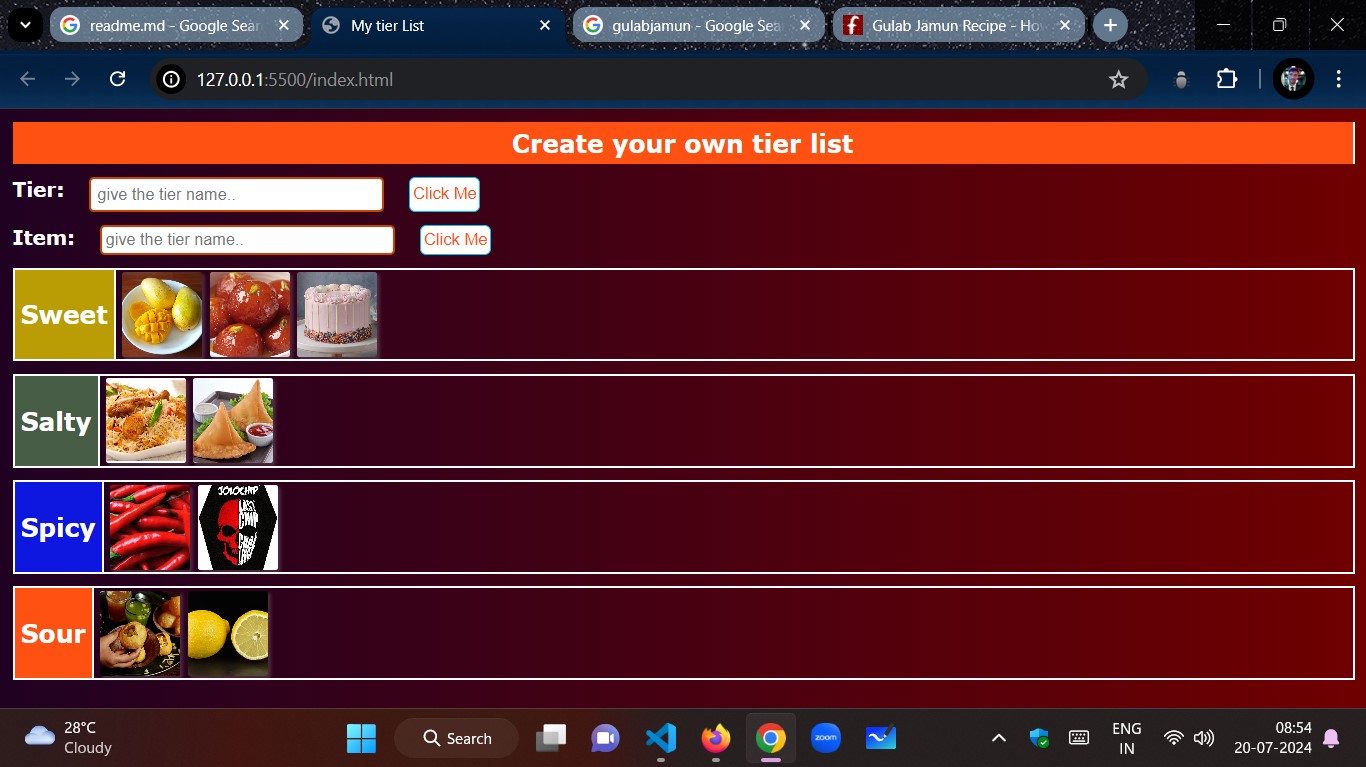 readme.md - Google Sear
My tier List
gulabjamun - Google Sea
Gulab Jamun Recipe - Ho
127.0.0.1:5500/index.html
Create your own tier list
Tier: give the tier name.. Click Me
Item: give the tier name.. Click Me
Sweet
Salty
Spicy
JOLOCHIP
Sour
28°C
Cloudy
Search
zoom
ENG
IN
08:54
20-07-2024